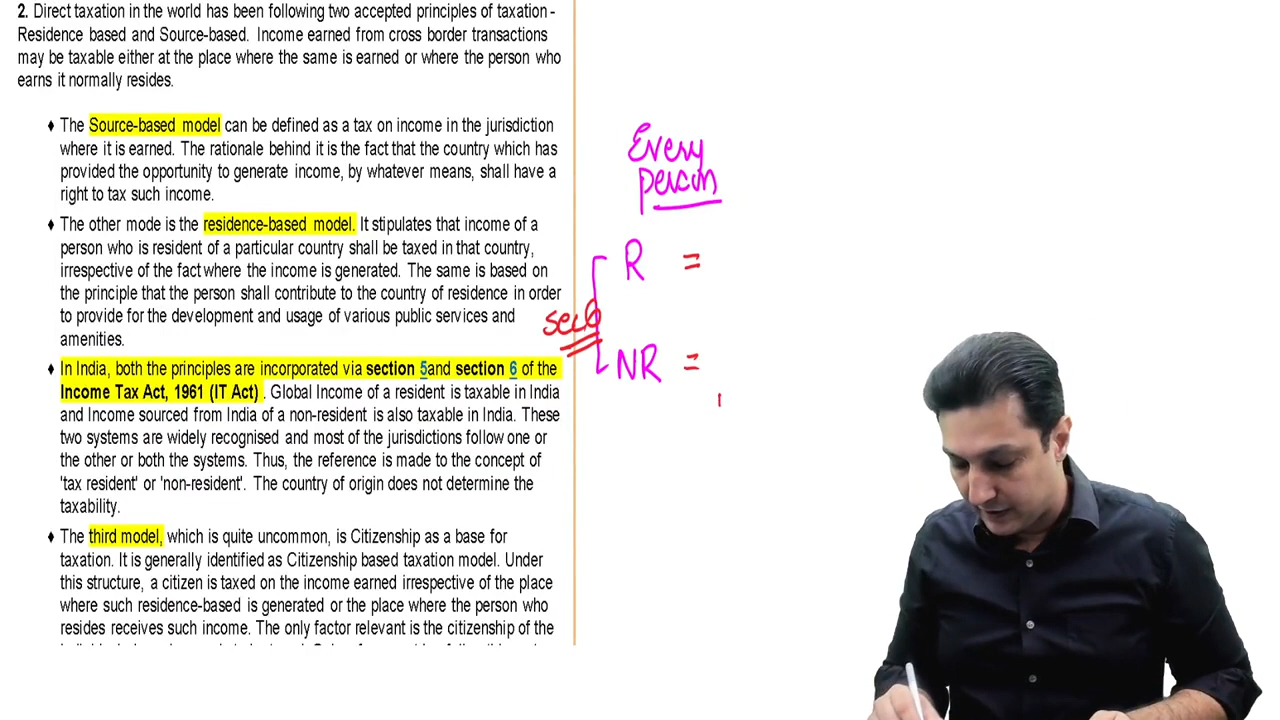 2. Direct taxation in the world has been following two accepted principles of taxation -
Residence based and Source-based. Income earned from cross border transactions
may be taxable either at the place where the same is earned or where the person who
earns it normally resides.
♦ The Source-based model can be defined as a tax on income in the jurisdiction
where it is earned. The rationale behind it is the fact that the country which has
provided the opportunity to generate income, by whatever means, shall have a
right to tax such income.
♦ The other mode is the residence-based model. It stipulates that income of a
person who is resident of a particular country shall be taxed in that country,
irrespective of the fact where the income is generated. The same is based on
the principle that the person shall contribute to the country of residence in order
to provide for the development and usage of various public services and
amenities.
♦ In India, both the principles are incorporated via section 5and section 6 of the
Income Tax Act, 1961 (IT Act) . Global Income of a resident is taxable in India
and Income sourced from India of a non-resident is also taxable in India. These
two systems are widely recognised and most of the jurisdictions follow one or
the other or both the systems. Thus, the reference is made to the concept of
'tax resident' or 'non-resident'. The country of origin does not determine the
taxability.
♦ The third model, which is quite uncommon, is Citizenship as a base for
taxation. It is generally identified as Citizenship based taxation model. Under
this structure, a citizen is taxed on the income earned irrespective of the place
where such residence-based is generated or the place where the person who
resides receives such income. The only factor relevant is the citizenship of the
Every
person
R =
sec 6
NR =